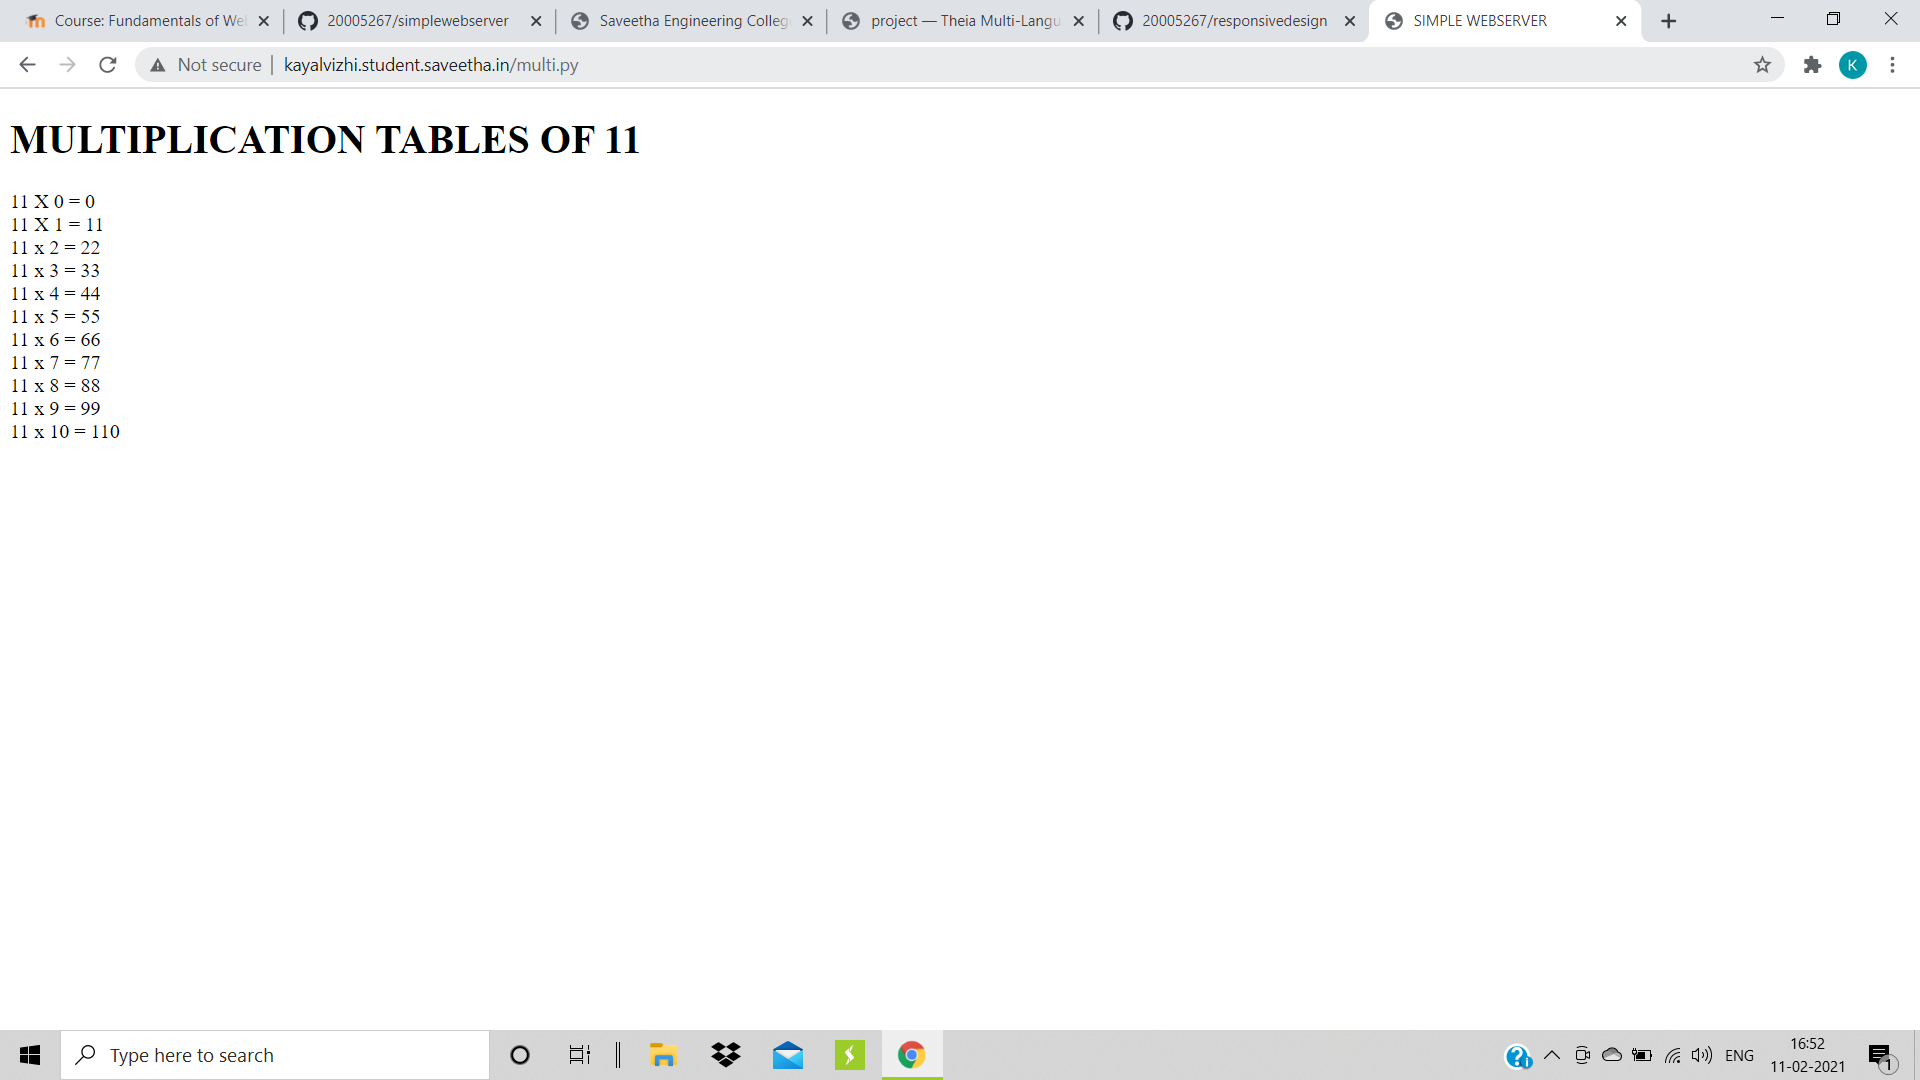 Course: Fundamentals of We
20005267/simplewebserver
Saveetha Engineering Colleg
project — Theia Multi-Langu
20005267/responsivedesign
SIMPLE WEBSERVER
Not secure
kayalvizhi.student.saveetha.in/multi.py
K
MULTIPLICATION TABLES OF 11
11 X 0 = 0
11 X 1 = 11
11 x 2 = 22
11 x 3 = 33
11 x 4 = 44
11 x 5 = 55
11 x 6 = 66
11 x 7 = 77
11 x 8 = 88
11 x 9 = 99
11 x 10 = 110
Type here to search
ENG
16:52
11-02-2021
1